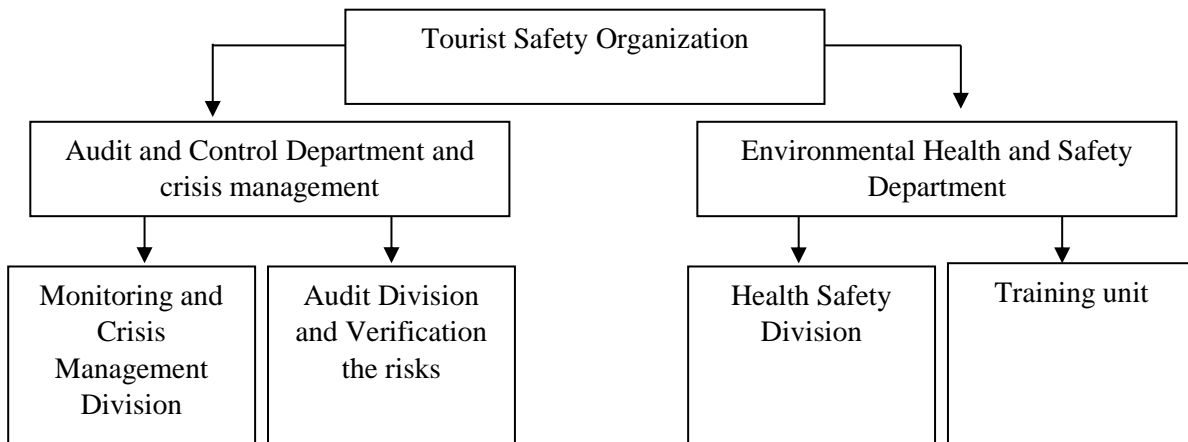 Tourist Safety Organization
Audit and Control Department and
crisis management
Environmental Health and Safety
Department
Monitoring and
Crisis
Management
Division
Audit Division
and Verification
the risks
Health Safety
Division
Training unit